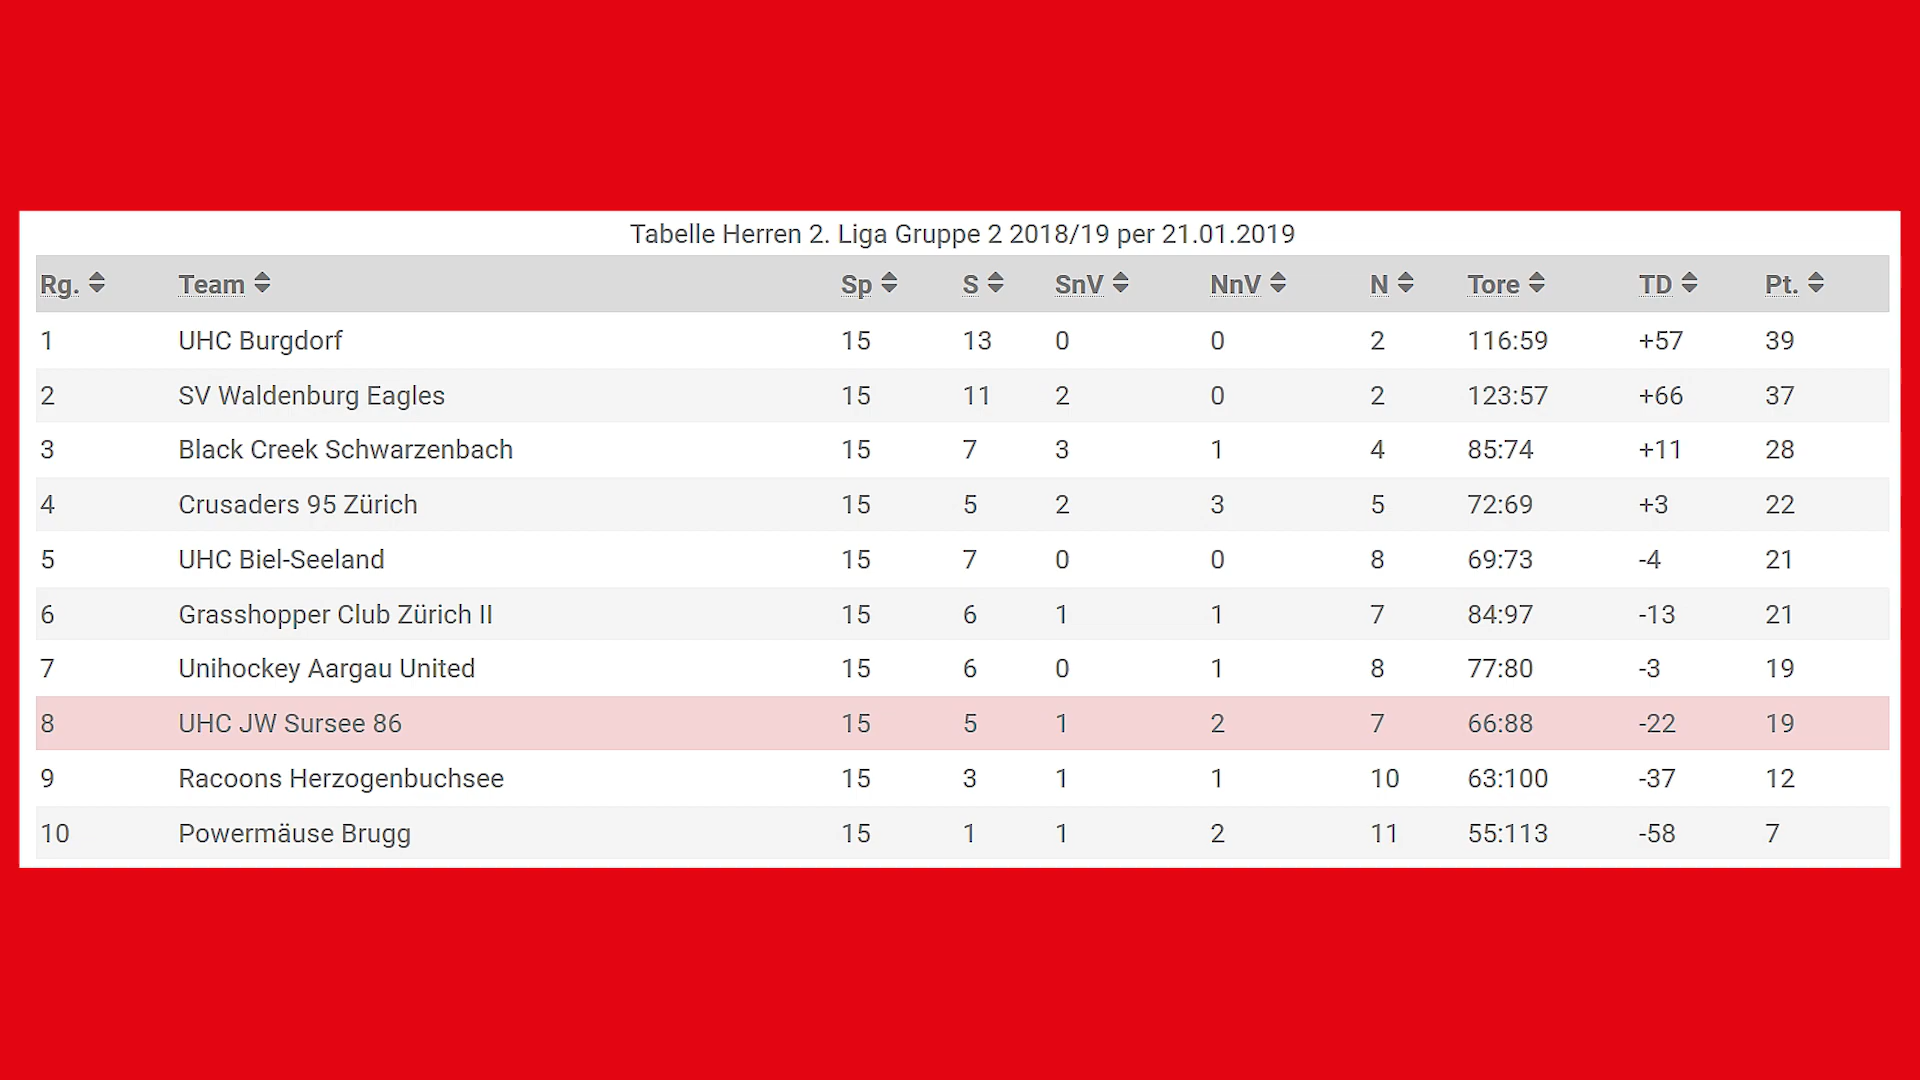 Tabelle Herren 2. Liga Gruppe 2 2018/19 per 21.01.2019
Rg. Team Sp S SnV NnV N Tore TD Pt.
1 UHC Burgdorf 15 13 0 0 2 116:59 +57 39
2 SV Waldenburg Eagles 15 11 2 0 2 123:57 +66 37
3 Black Creek Schwarzenbach 15 7 3 1 4 85:74 +11 28
4 Crusaders 95 Zürich 15 5 2 3 5 72:69 +3 22
5 UHC Biel-Seeland 15 7 0 0 8 69:73 -4 21
6 Grasshopper Club Zürich II 15 6 1 1 7 84:97 -13 21
7 Unihockey Aargau United 15 6 0 1 8 77:80 -3 19
8 UHC JW Sursee 86 15 5 1 2 7 66:88 -22 19
9 Racoons Herzogenbuchsee 15 3 1 1 10 63:100 -37 12
10 Powermäuse Brugg 15 1 1 2 11 55:113 -58 7